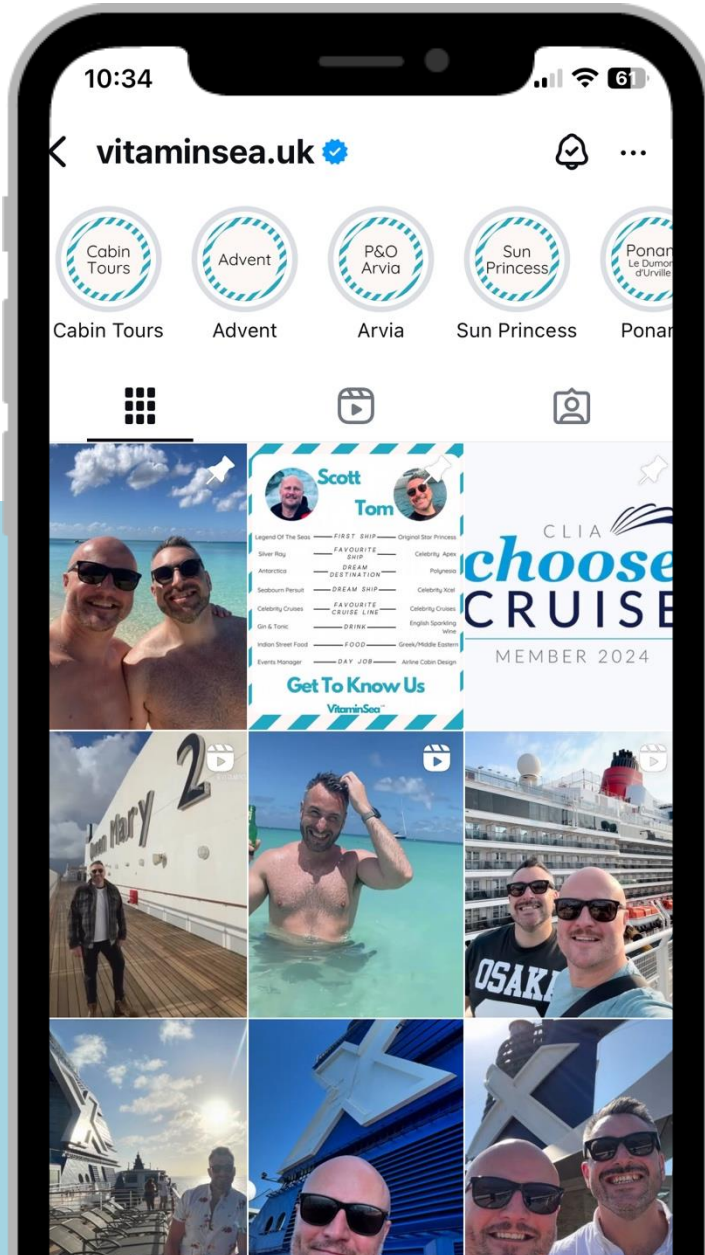 10:34
61
vitaminsea.uk
Cabin
Tours
Advent
P&O
Arvia
Sun
Princess
Ponan
Le Dumon
d'Urville
Cabin Tours
Advent
Arvia
Sun Princess
Ponar
Scott
Tom
Legend Of The Seas FIRST SHIP Original Star Princess
Silver Ray FAVOURITE SHIP Celebrity Apex
Antarctica DREAM DESTINATION Polynesia
Seabourn Persuit DREAM SHIP Celebrity Xcel
Celebrity Cruises FAVOURITE CRUISE LINE Celebrity Cruises
Gin & Tonic DRINK English Sparkling Wine
Indian Street Food FOOD Greek/Middle Eastern
Events Manager DAY JOB Airline Cabin Design
Get To Know Us
VitaminSea
CLIA
choose
CRUISE
MEMBER 2024
Mary 2
OSAKA
X
X